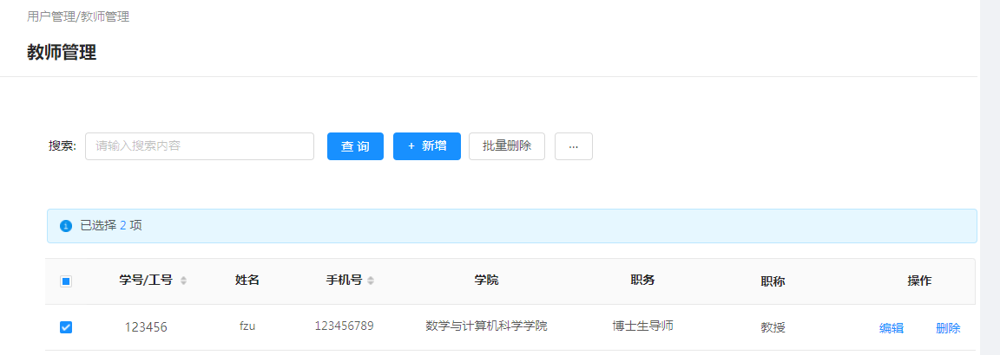 用户管理/教师管理
教师管理
搜索: 请输入搜索内容 查 询 + 新增 批量删除 ...
已选择 2 项
学号/工号 姓名 手机号 学院 职务 职称 操作
123456 fzu 123456789 数学与计算机科学学院 博士生导师 教授 编辑 删除